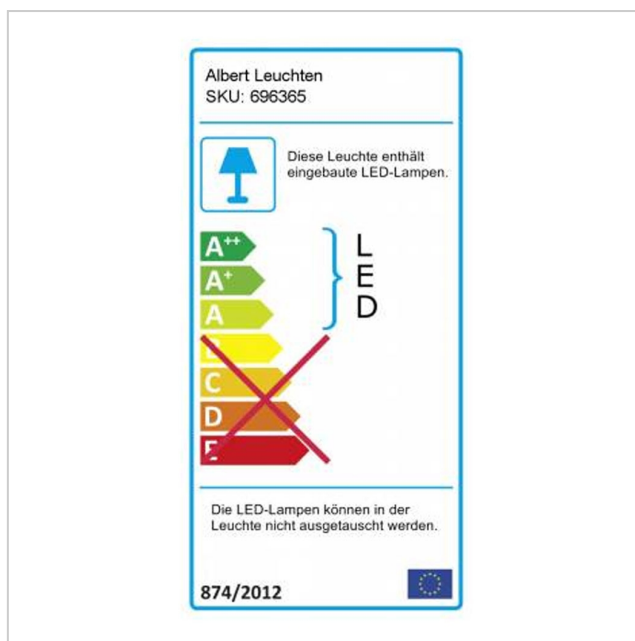 Albert Leuchten
SKU: 696365
Diese Leuchte enthält
eingebaute LED-Lampen.
A++
A+
A
L
E
D
B
C
D
E
Die LED-Lampen können in der
Leuchte nicht ausgetauscht werden.
874/2012